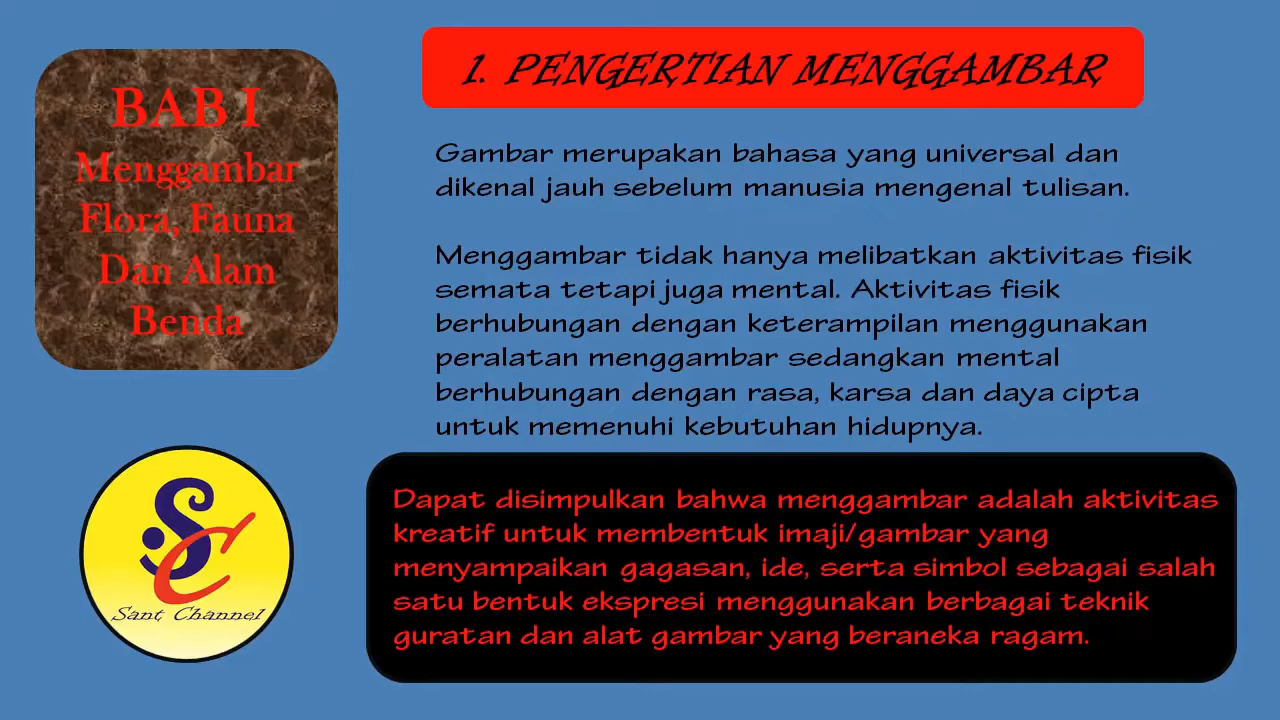 BAB I
Menggambar
Flora, Fauna
Dan Alam
Benda
1. PENGERTIAN MENGGAMBAR
Gambar merupakan bahasa yang universal dan
dikenal jauh sebelum manusia mengenal tulisan.
Menggambar tidak hanya melibatkan aktivitas fisik
semata tetapi juga mental. Aktivitas fisik
berhubungan dengan keterampilan menggunakan
peralatan menggambar sedangkan mental
berhubungan dengan rasa, karsa dan daya cipta
untuk memenuhi kebutuhan hidupnya.
Dapat disimpulkan bahwa menggambar adalah aktivitas
kreatif untuk membentuk imaji/gambar yang
menyampaikan gagasan, ide, serta simbol sebagai salah
satu bentuk ekspresi menggunakan berbagai teknik
guratan dan alat gambar yang beraneka ragam.
SC
Sant Channel